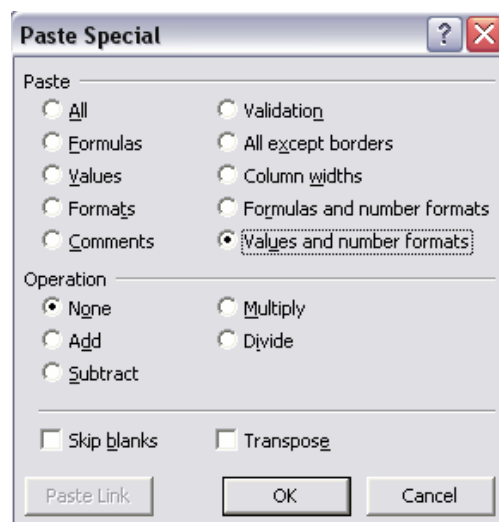 Paste Special
Paste
All Validation
Formulas All except borders
Values Column widths
Formats Formulas and number formats
Comments Values and number formats
Operation
None Multiply
Add Divide
Subtract
Skip blanks Transpose
Paste Link OK Cancel